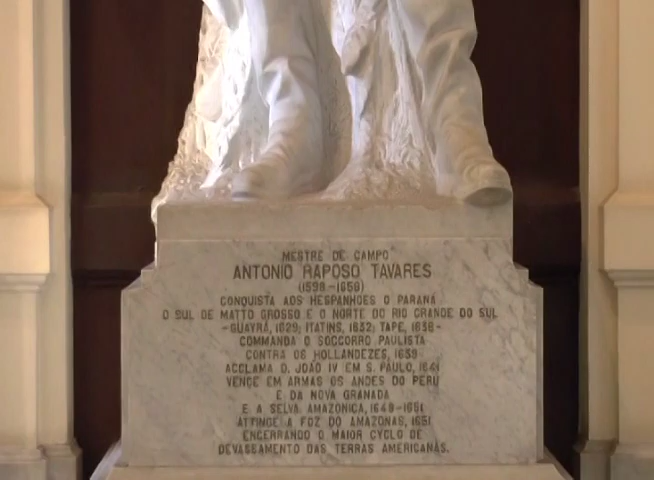 MESTRE DE CAMPO
ANTONIO RAPOSO TAVARES
(1598-1658)
CONQUISTA AOS HESPANHOES O PARANÁ
O SUL DE MATTO GROSSO E O NORTE DO RIO GRANDE DO SUL
-GUAYRÁ, 1629; ITATINS, 1632; TAPE, 1636-
COMMANDA O SOCCORRO PAULISTA
CONTRA OS HOLLANDEZES, 1639
ACCLAMA D. JOÃO IV EM S. PAULO, 1641
VENCE EM ARMAS OS ANDES DO PERU
E DA NOVA GRANADA
E A SELVA AMAZONICA, 1648-1651
ATTINGE A FOZ DO AMAZONAS, 1651
ENCERRANDO O MAIOR CYCLO DE
DEVASSAMENTO DAS TERRAS AMERICANAS.